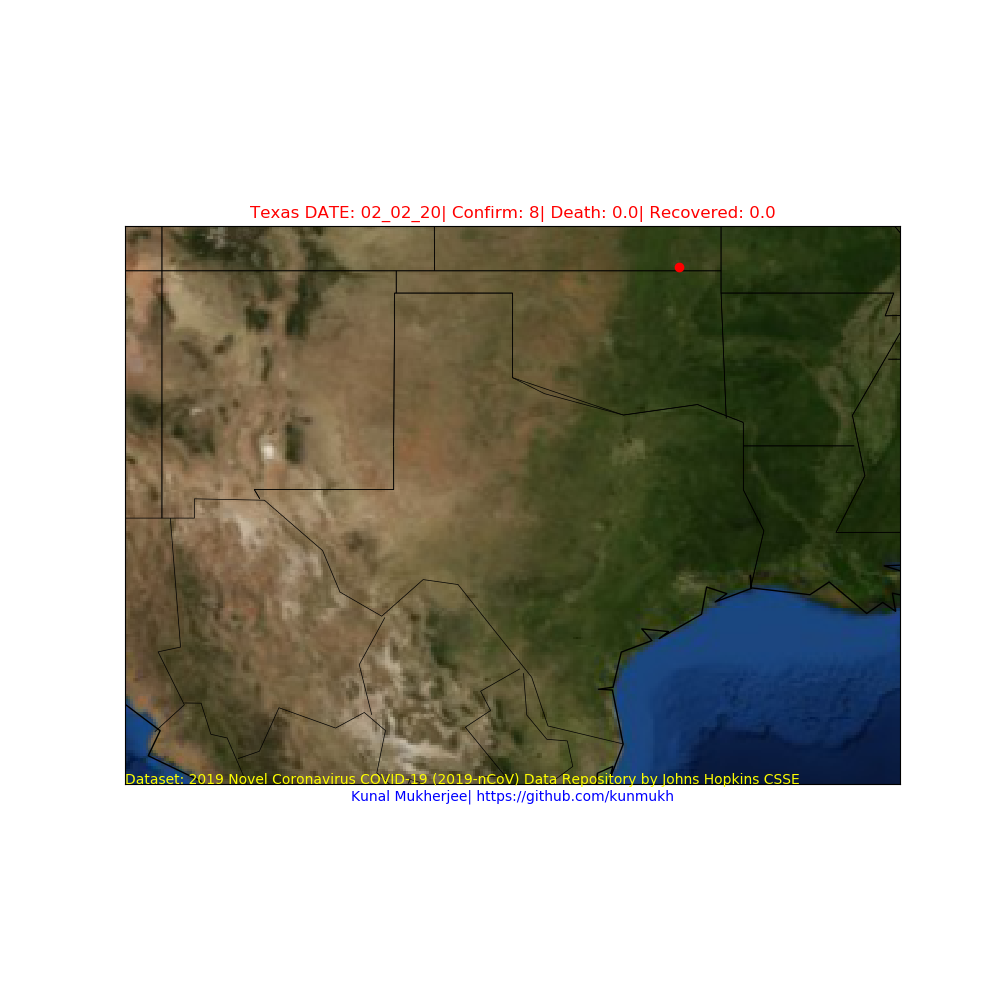 Texas DATE: 02_02_20| Confirm: 8| Death: 0.0| Recovered: 0.0
Dataset: 2019 Novel Coronavirus COVID-19 (2019-nCoV) Data Repository by Johns Hopkins CSSE
Kunal Mukherjee| https://github.com/kunmukh